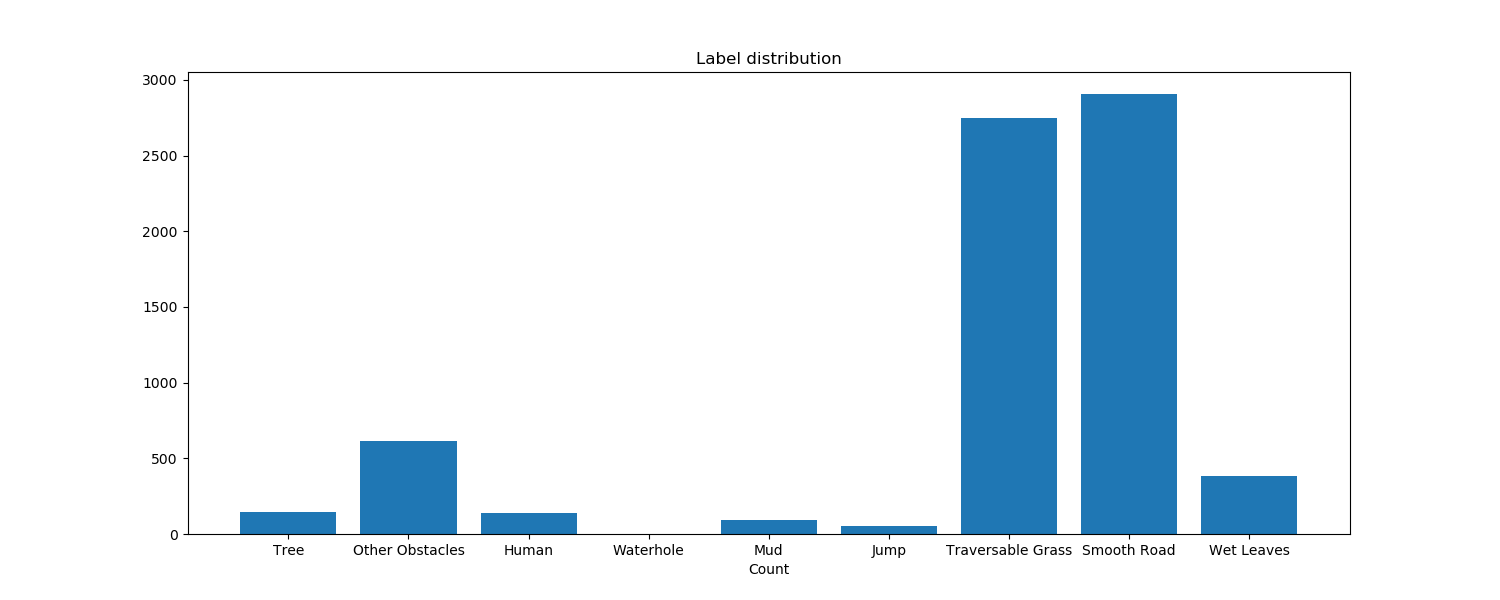 Label distribution
3000
2500
2000
1500
1000
500
0
Tree Other Obstacles Human Waterhole Mud Jump Traversable Grass Smooth Road Wet Leaves
Count